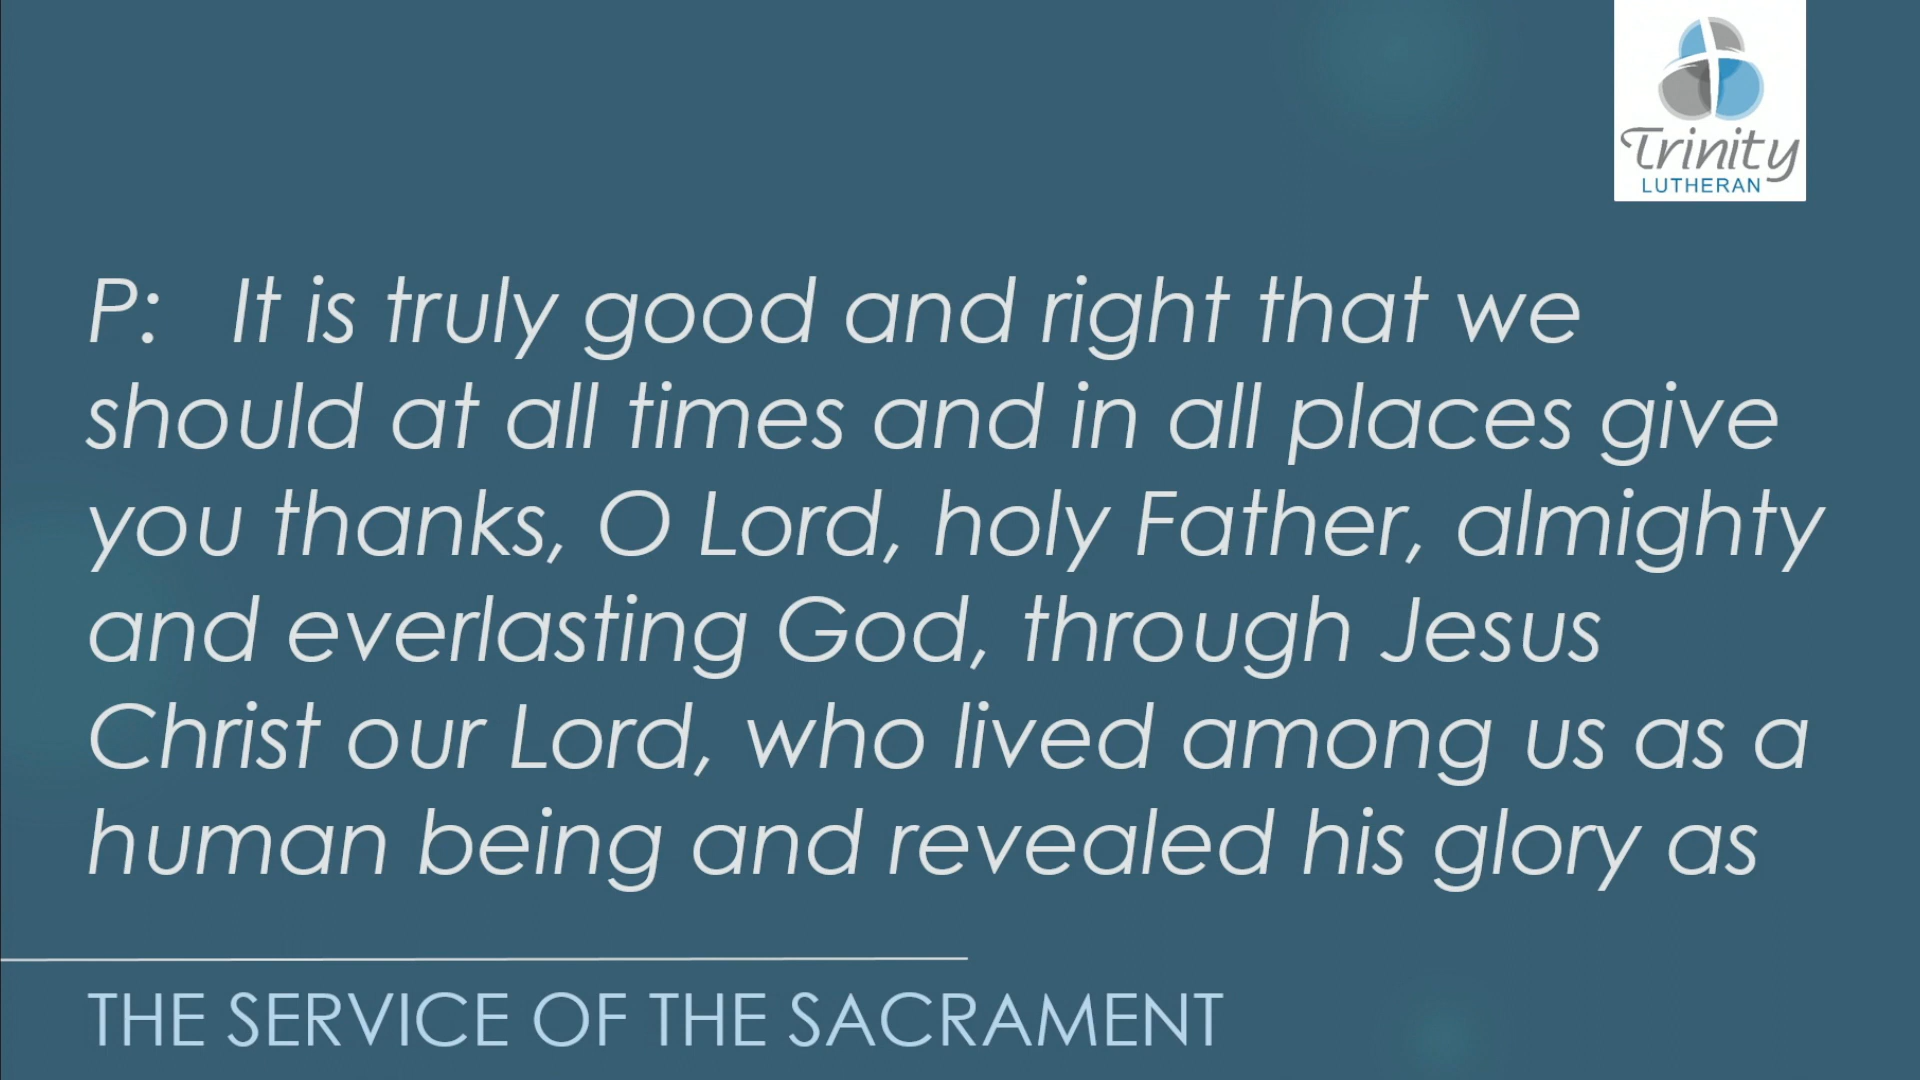 Trinity
LUTHERAN
P: It is truly good and right that we
should at all times and in all places give
you thanks, O Lord, holy Father, almighty
and everlasting God, through Jesus
Christ our Lord, who lived among us as a
human being and revealed his glory as
THE SERVICE OF THE SACRAMENT